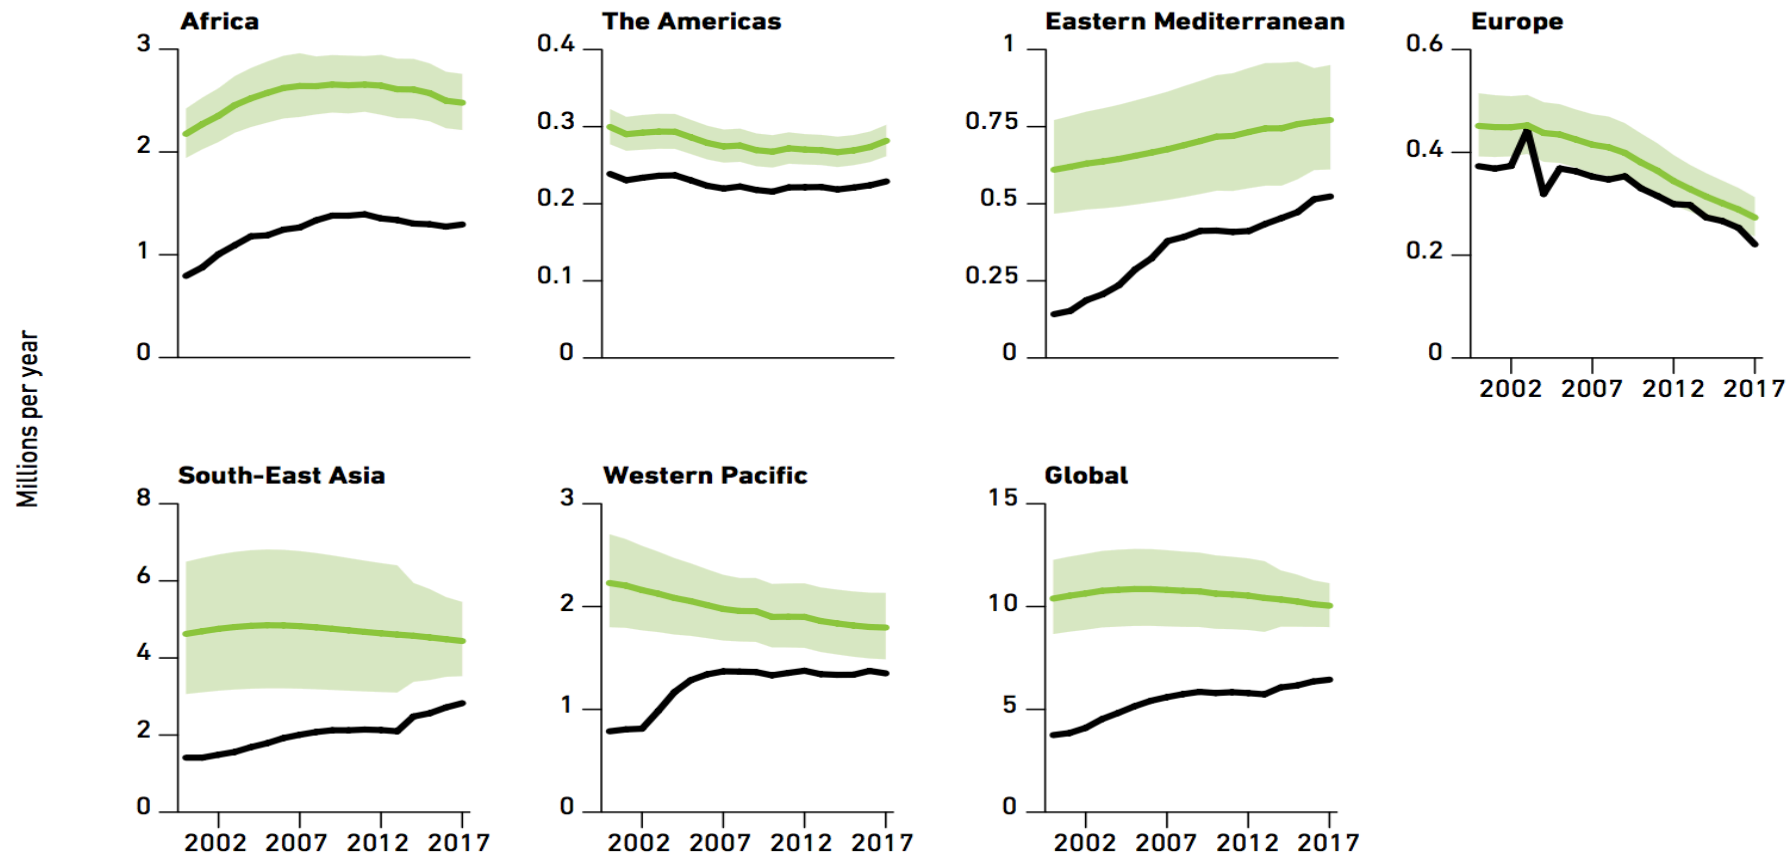 Millions per year
Africa
3
2
1
0
The Americas
0.4
0.3
0.2
0.1
0
Eastern Mediterranean
1
0.75
0.5
0.25
0
Europe
0.6
0.4
0.2
0
2002 2007 2012 2017
South-East Asia
8
6
4
2
0
2002 2007 2012 2017
Western Pacific
3
2
1
0
2002 2007 2012 2017
Global
15
10
5
0
2002 2007 2012 2017